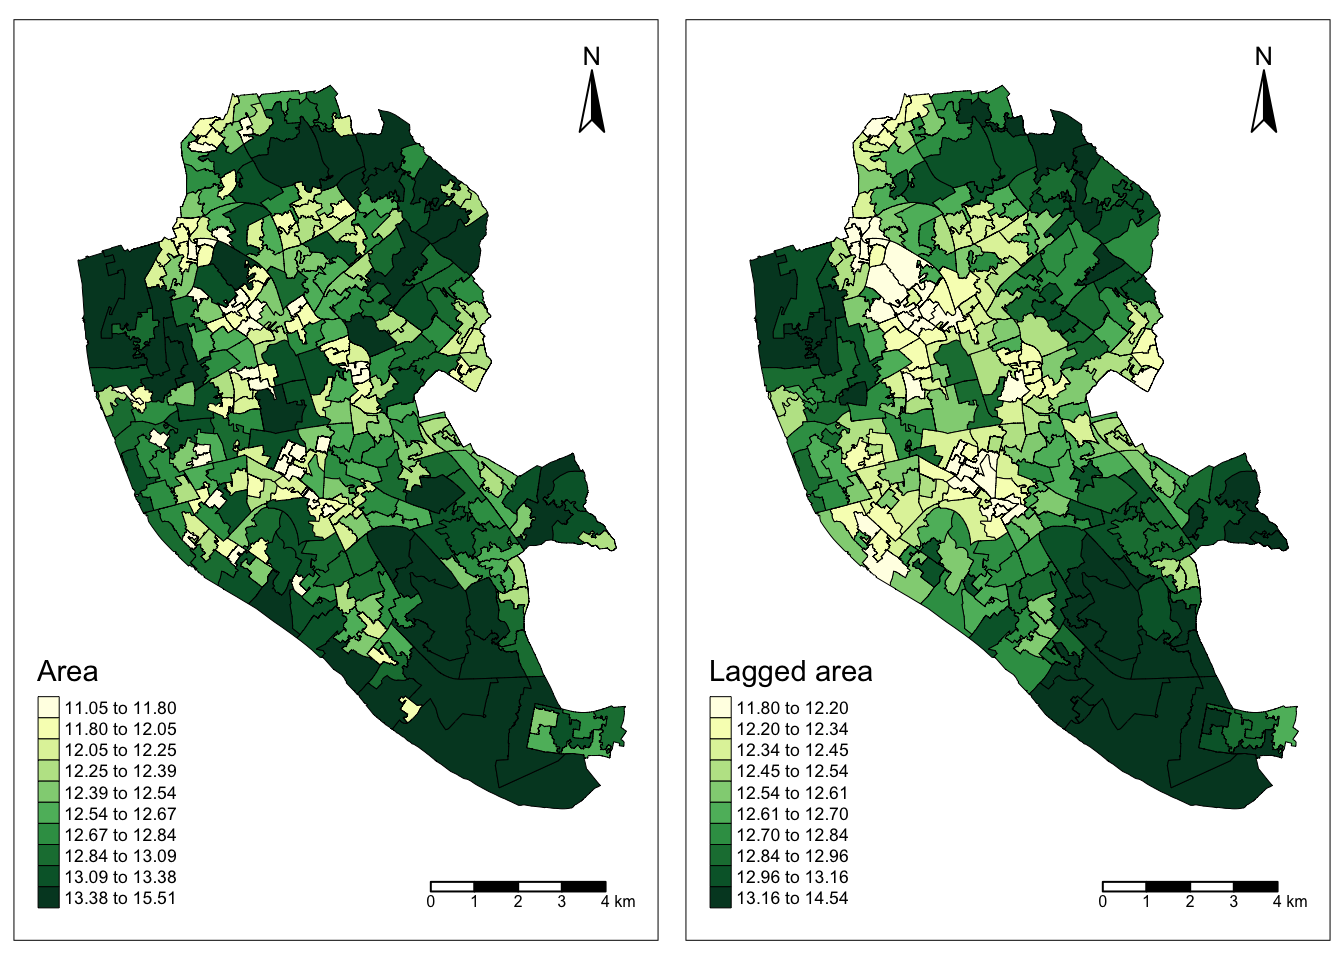 N
Area
11.05 to 11.80
11.80 to 12.05
12.05 to 12.25
12.25 to 12.39
12.39 to 12.54
12.54 to 12.67
12.67 to 12.84
12.84 to 13.09
13.09 to 13.38
13.38 to 15.51
0 1 2 3 4 km
N
Lagged area
11.80 to 12.20
12.20 to 12.34
12.34 to 12.45
12.45 to 12.54
12.54 to 12.61
12.61 to 12.70
12.70 to 12.84
12.84 to 12.96
12.96 to 13.16
13.16 to 14.54
0 1 2 3 4 km